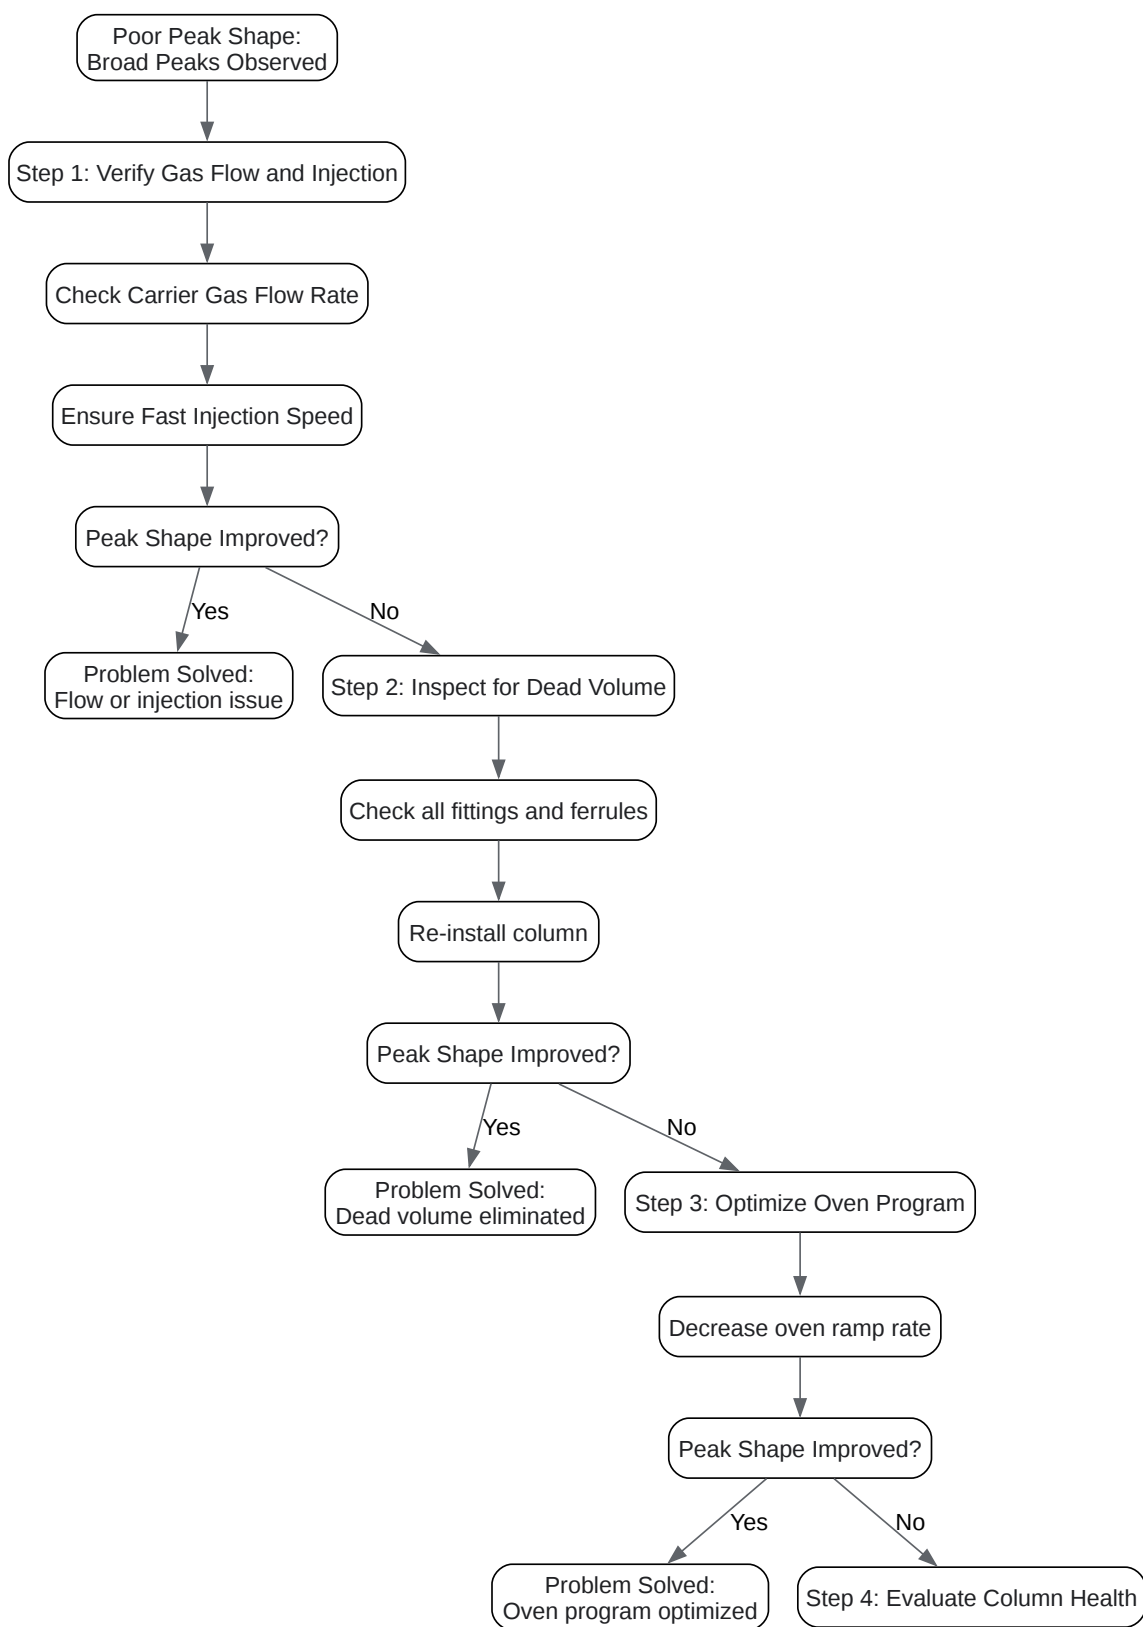 Poor Peak Shape:
Broad Peaks Observed
Step 1: Verify Gas Flow and Injection
Check Carrier Gas Flow Rate
Ensure Fast Injection Speed
Peak Shape Improved?
Yes
No
Problem Solved:
Flow or injection issue
Step 2: Inspect for Dead Volume
Check all fittings and ferrules
Re-install column
Peak Shape Improved?
Yes
No
Problem Solved:
Dead volume eliminated
Step 3: Optimize Oven Program
Decrease oven ramp rate
Peak Shape Improved?
Yes
No
Problem Solved:
Oven program optimized
Step 4: Evaluate Column Health